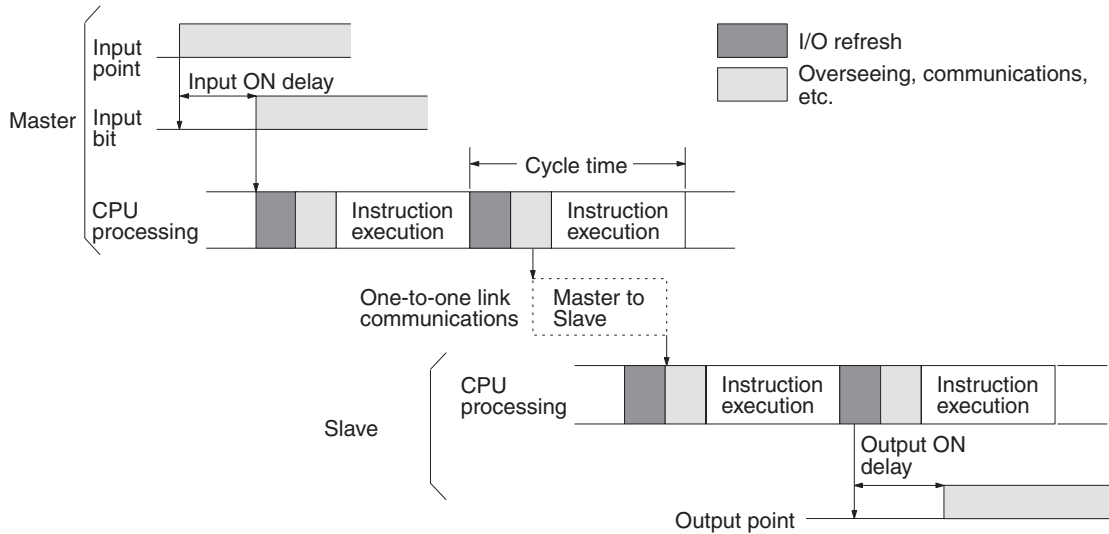 Input
point
I/O refresh
Overseeing, communications,
etc.
Input ON delay
Master
Input
bit
Cycle time
CPU
processing
Instruction
execution
Instruction
execution
One-to-one link
communications
Master to
Slave
CPU
processing
Instruction
execution
Instruction
execution
Slave
Output ON
delay
Output point